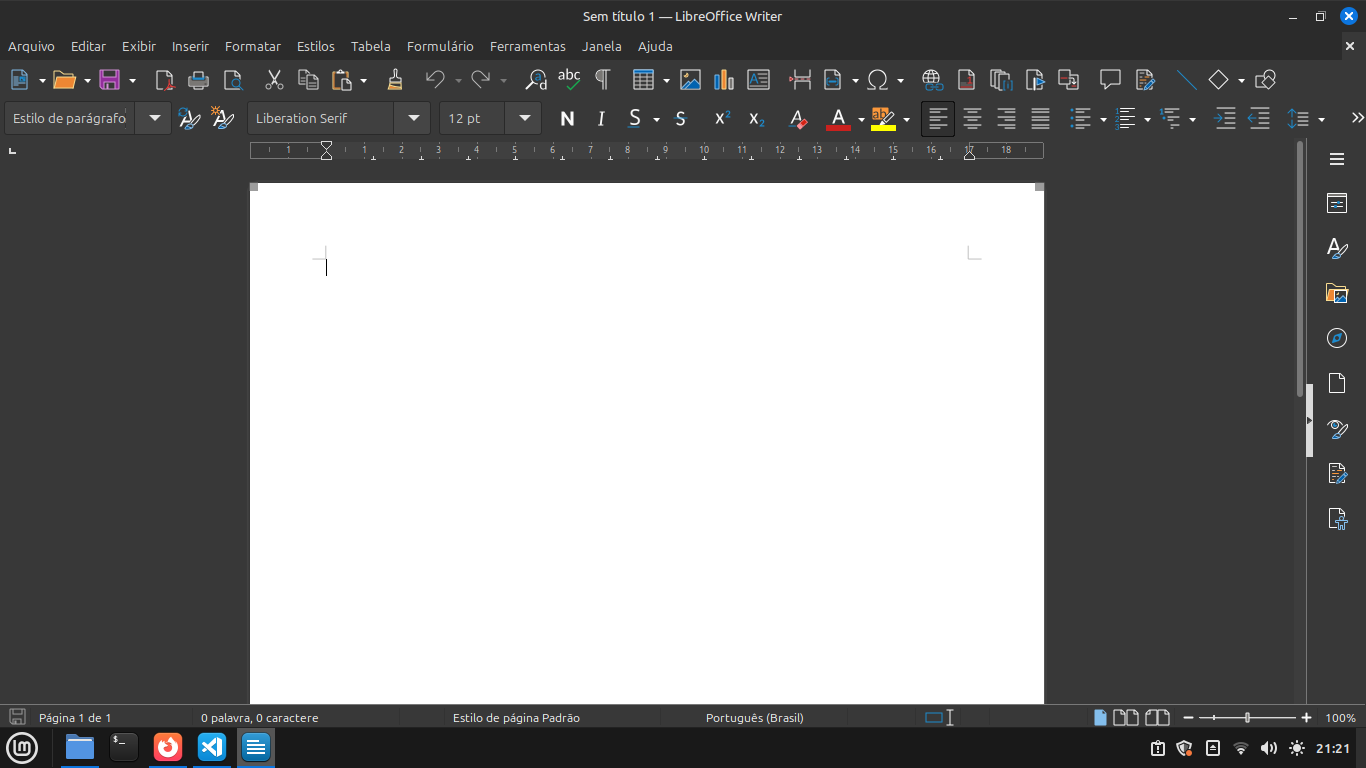 Sem título 1 — LibreOffice Writer
Arquivo Editar Exibir Inserir Formatar Estilos Tabela Formulário Ferramentas Janela Ajuda
Estilo de parágrafo Liberation Serif 12 pt N I S S X² X₂ A
1 1 2 3 4 5 6 7 8 9 10 11 12 13 14 15 16 17 18
Página 1 de 1 0 palavra, 0 caractere Estilo de página Padrão Português (Brasil) 100%
21:21